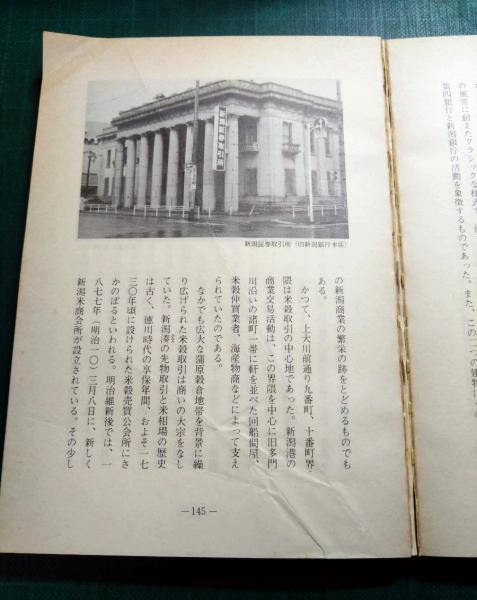 が
の風雪に耐えたクラシックな様式で
第四銀行と新潟銀行の活動を象徴するものであった。また、この二つの建物は
新潟証券取引所
新潟証券取引所（旧新潟銀行本店）
の新潟商業の繁栄の跡をとどめるものでも
ある。
かつて、上大川前通り九番町、十番町界
隈は米穀取引の中心地であった。新潟港の
商業交易活動は、この界隈を中心に旧多門
川沿いの諸町一帯に軒を並べた回船問屋、
米穀仲買業者、海産物商などによって支え
られていたのである。
なかでも広大な蒲原穀倉地帯を背景に繰
り広げられた米穀取引は商いの大宗をなし
ていた。新潟湊の先物取引と米相場の歴史
は古く、徳川時代の享保年間、およそ一七
三〇年頃に設けられた米穀売買公会所にさ
かのぼるといわれる。明治維新後では、一
八七七年（明治一〇）三月八日に、新しく
新潟米商会所が設立されている。その少し
—145—